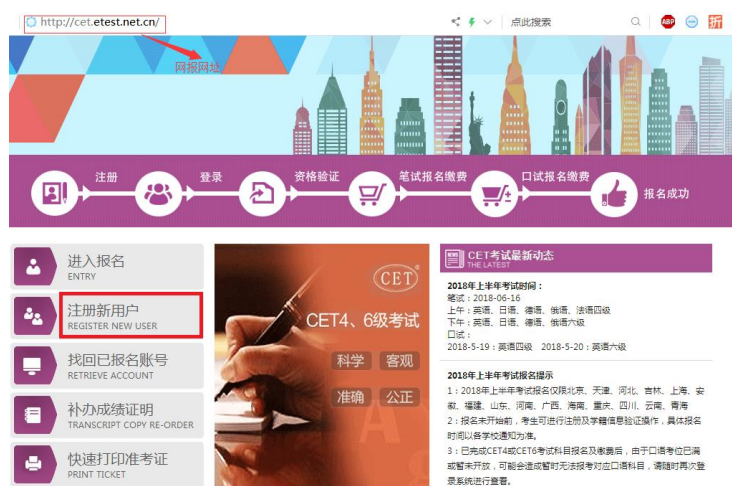 http://cet.etest.net.cn/
点此搜索
ABP
折
网报网址
注册
登录
资格验证
笔试报名缴费
口试报名缴费
报名成功
进入报名
ENTRY
注册新用户
REGISTER NEW USER
找回已报名账号
RETRIEVE ACCOUNT
补办成绩证明
TRANSCRIPT COPY RE-ORDER
快速打印准考证
PRINT TICKET
CET
CET4、6级考试
科学 客观
准确 公正
NEWS
CET考试最新动态
THE LATEST
2018年上半年考试时间：
笔试：2018-06-16
上午：英语、日语、德语、俄语、法语四级
下午：英语、日语、德语、俄语六级
口试：
2018-5-19：英语四级 2018-5-20：英语六级
2018年上半年考试报名提示
1：2018年上半年考试报名仅限北京、天津、河北、吉林、上海、安
徽、福建、山东、河南、广西、海南、重庆、四川、云南、青海
2：报名未开始前，考生可进行注册及学籍信息验证操作，具体报名
时间以各学校通知为准。
3：已完成CET4或CET6考试科目报名及缴费后，由于口语考位已满
或暂未开放，可能会造成暂时无法报考对应口语科目，请随时再次登
录系统进行查看。